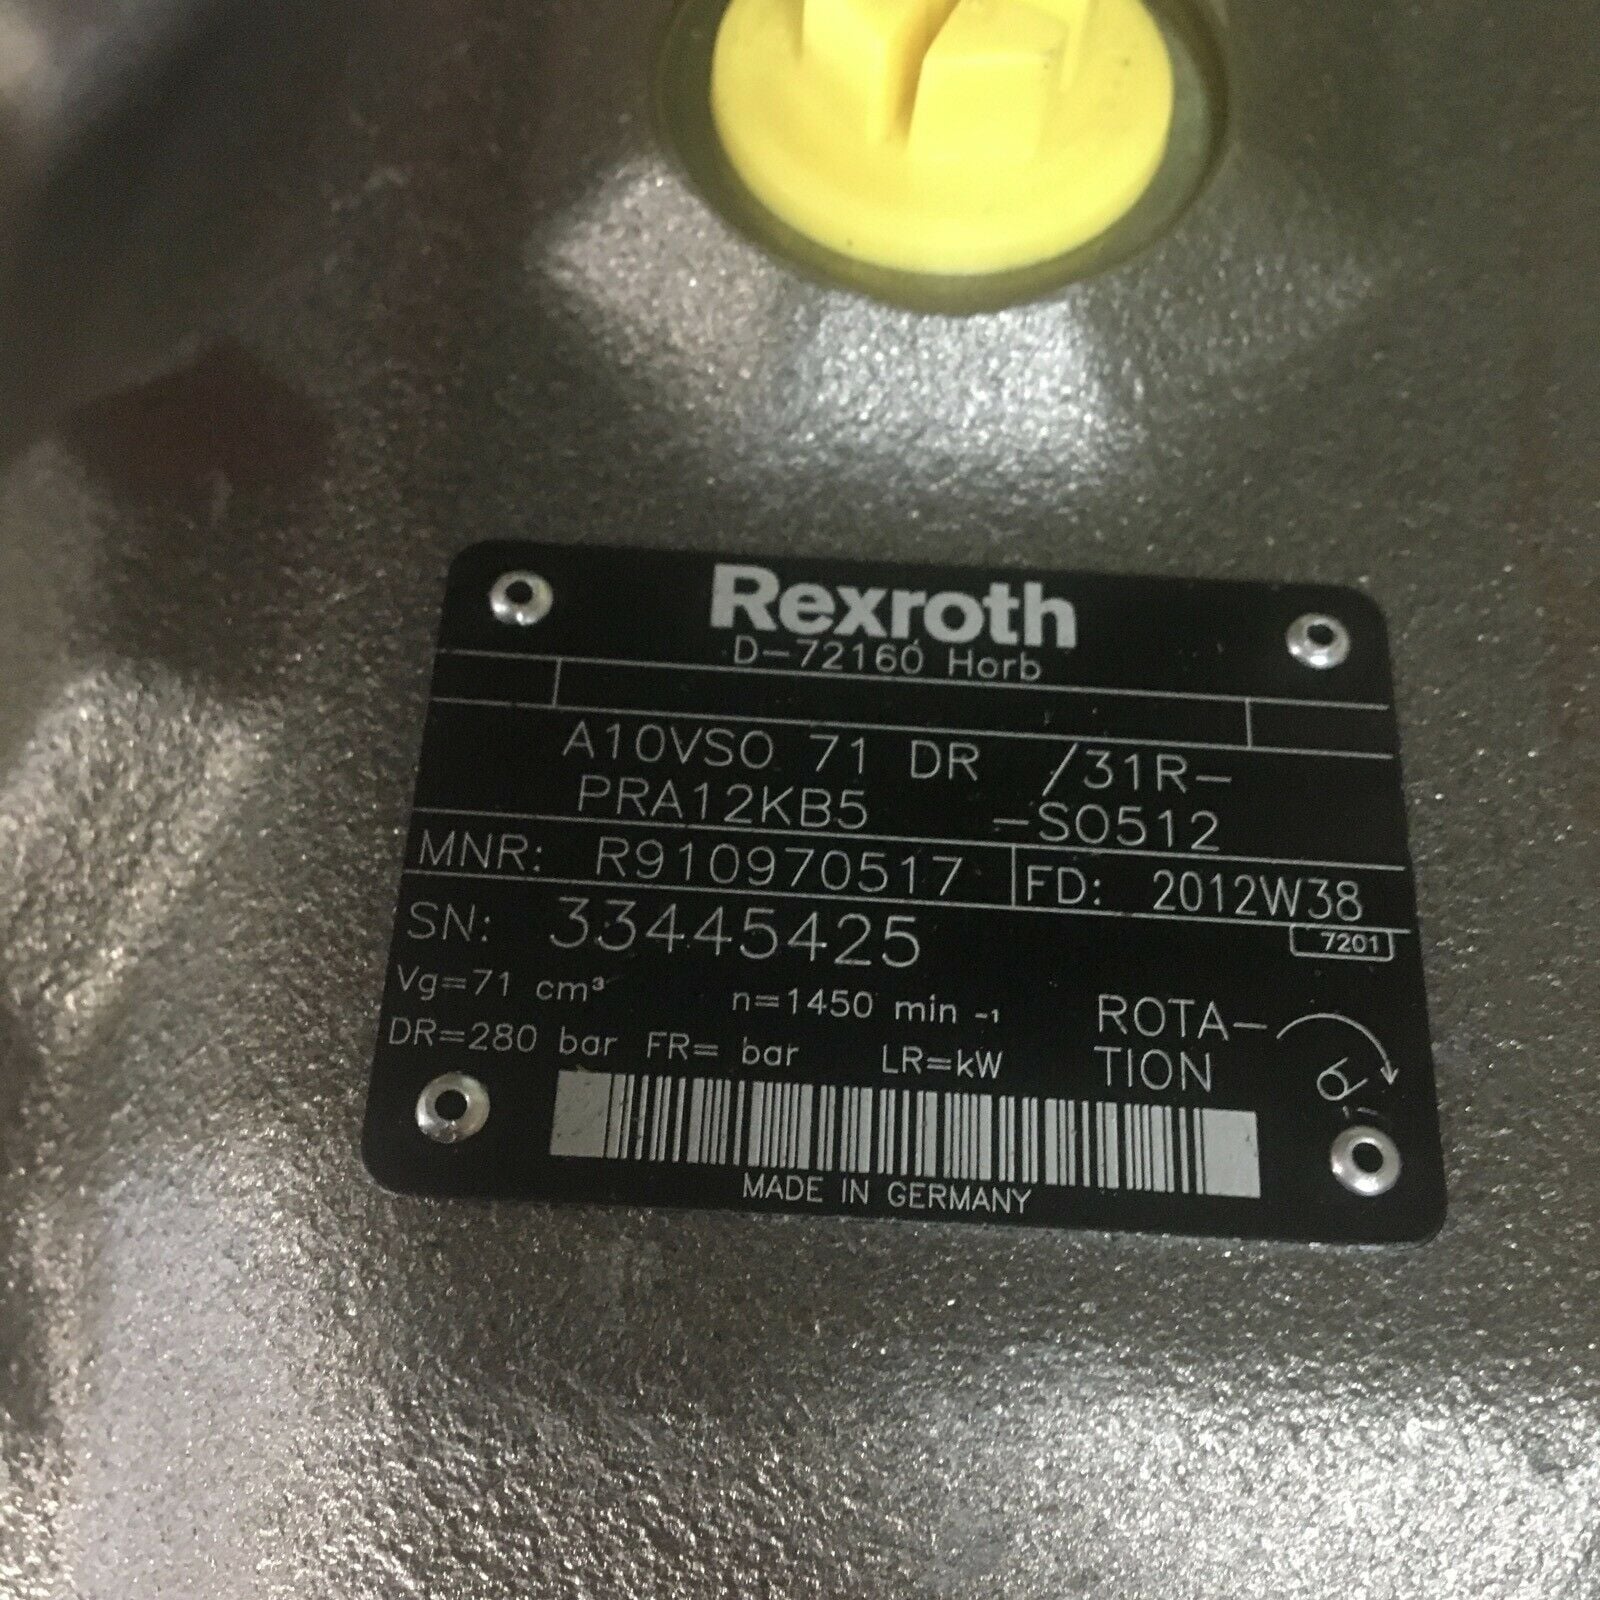 Rexroth
D-72160 Horb
A10VSO 71 DR /31R-
PRA12KB5 -SO512
MNR: R910970517 FD: 2012W38
SN: 33445425 7201
Vg=71 cm³ n=1450 min -1 ROTA-
DR=280 bar FR= bar LR=kW TION
MADE IN GERMANY